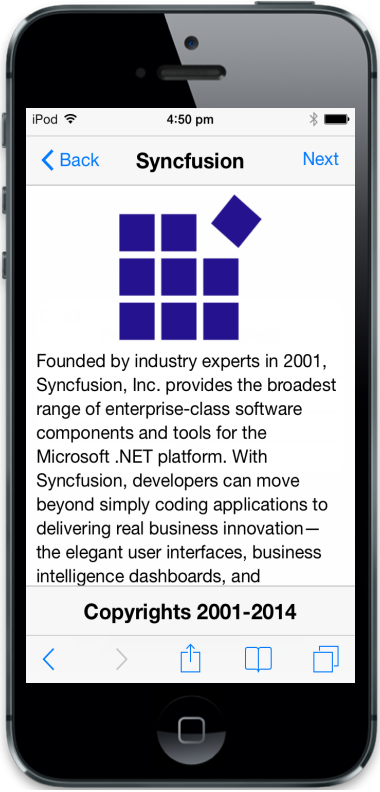 iPod 4:50 pm
Back Syncfusion Next
Founded by industry experts in 2001,
Syncfusion, Inc. provides the broadest
range of enterprise-class software
components and tools for the
Microsoft .NET platform. With
Syncfusion, developers can move
beyond simply coding applications to
delivering real business innovation—
the elegant user interfaces, business
intelligence dashboards, and
Copyrights 2001-2014